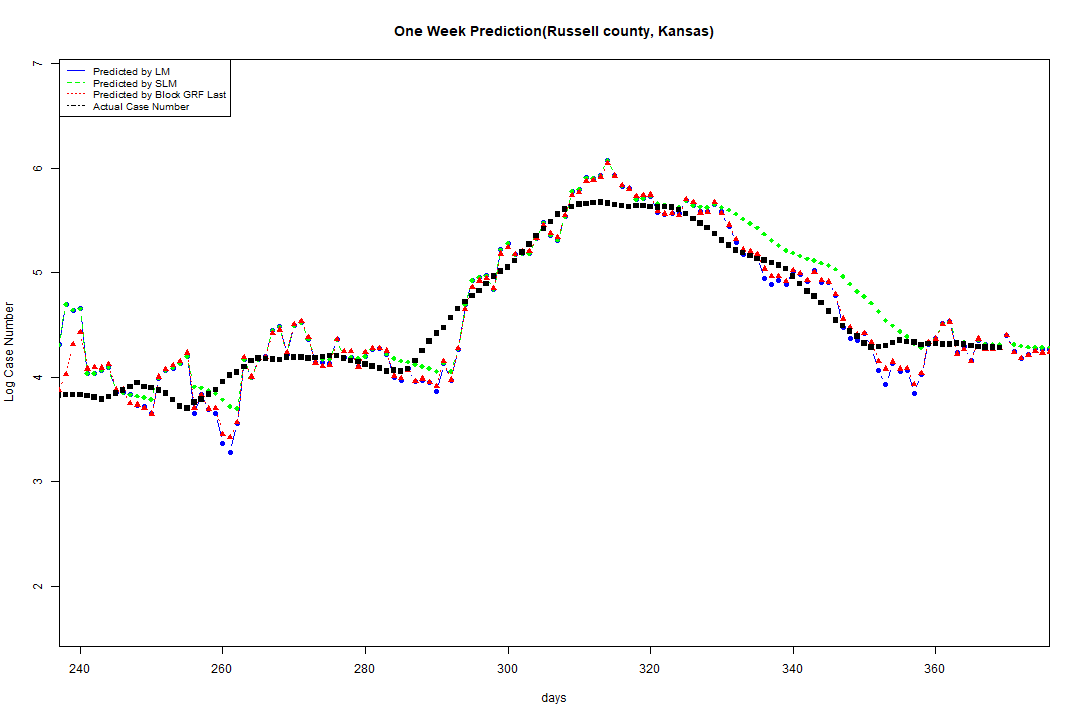 One Week Prediction(Russell county, Kansas)
Predicted by LM
Predicted by SLM
Predicted by Block GRF Last
Actual Case Number
7
6
5
4
3
2
Log Case Number
240 260 280 300 320 340 360
days